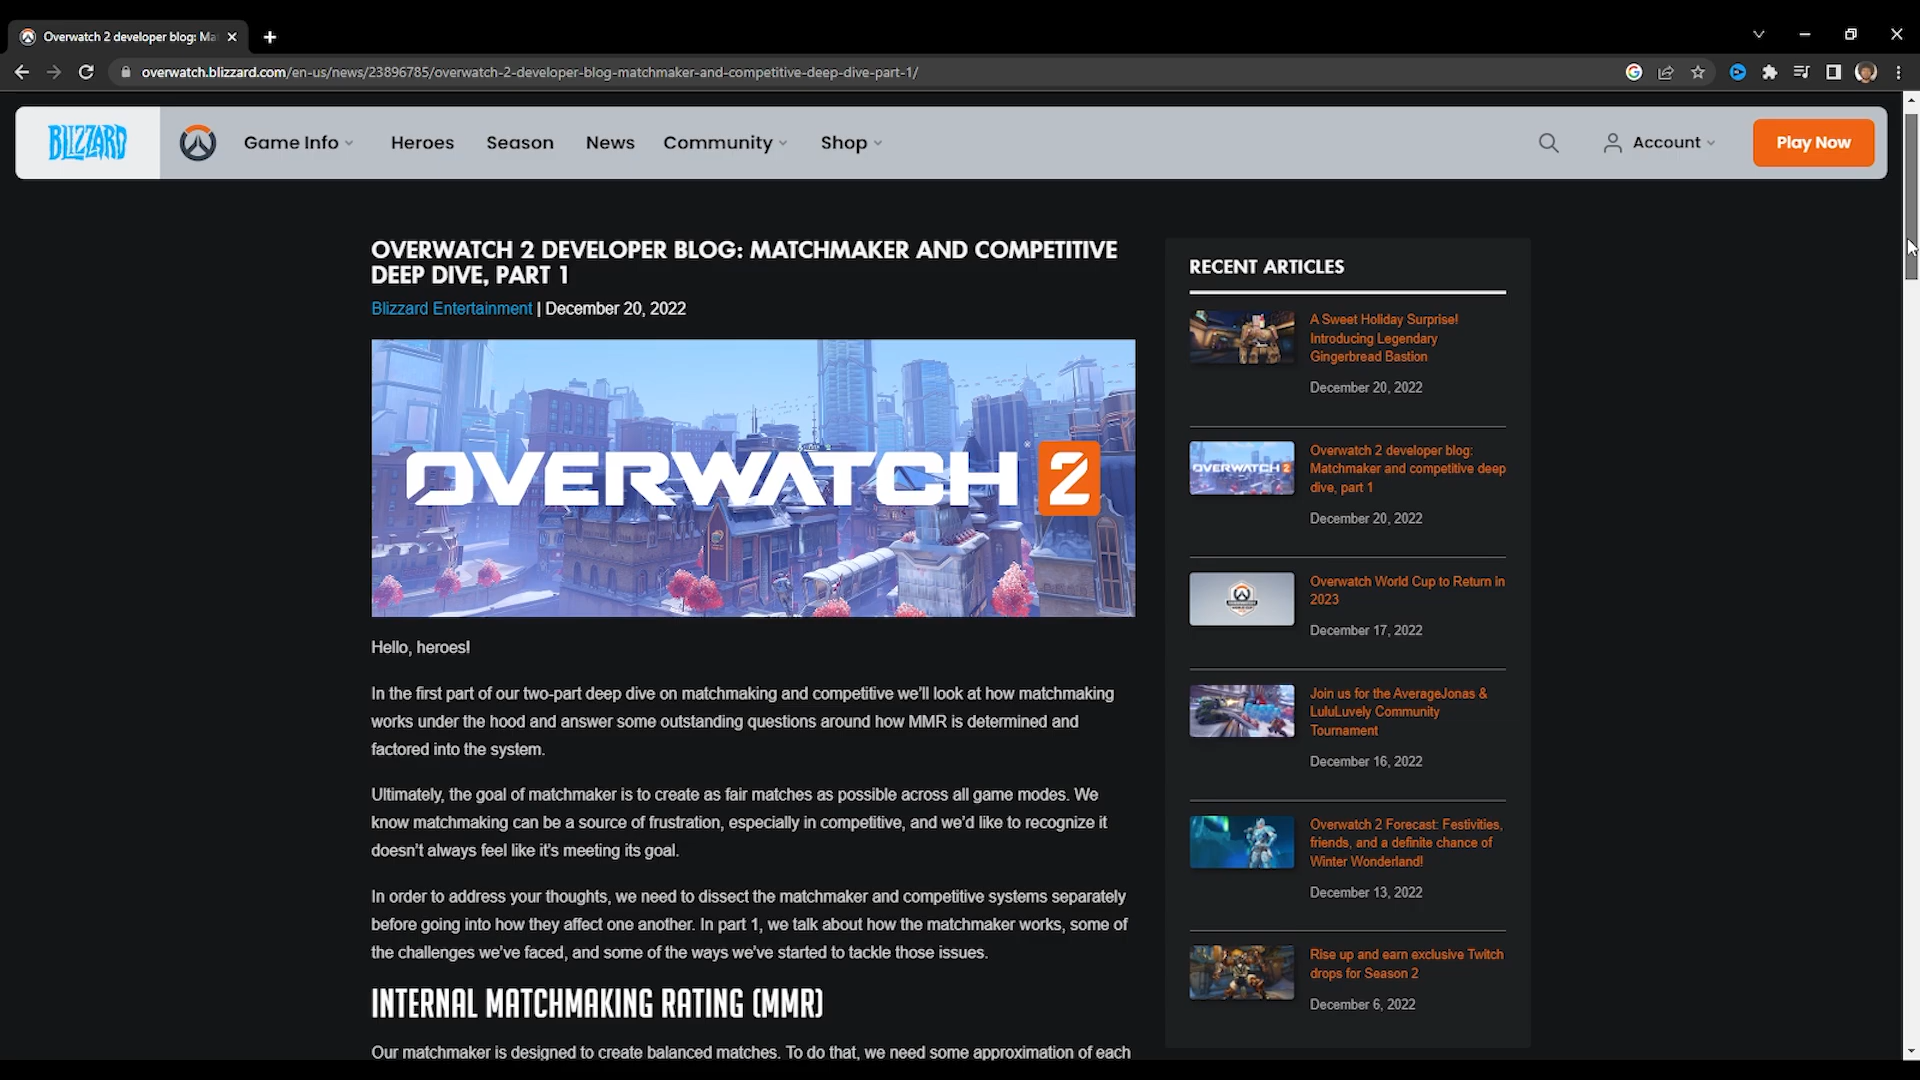 Overwatch 2 developer blog: Ma
overwatch.blizzard.com/en-us/news/23896785/overwatch-2-developer-blog-matchmaker-and-competitive-deep-dive-part-1/
BLIZZARD
Game Info
Heroes
Season
News
Community
Shop
Account
Play Now
OVERWATCH 2 DEVELOPER BLOG: MATCHMAKER AND COMPETITIVE
DEEP DIVE, PART 1
Blizzard Entertainment | December 20, 2022
OVERWATCH 2
Hello, heroes!
In the first part of our two-part deep dive on matchmaking and competitive we'll look at how matchmaking
works under the hood and answer some outstanding questions around how MMR is determined and
factored into the system.
Ultimately, the goal of matchmaker is to create as fair matches as possible across all game modes. We
know matchmaking can be a source of frustration, especially in competitive, and we'd like to recognize it
doesn't always feel like it's meeting its goal.
In order to address your thoughts, we need to dissect the matchmaker and competitive systems separately
before going into how they affect one another. In part 1, we talk about how the matchmaker works, some of
the challenges we've faced, and some of the ways we've started to tackle those issues.
INTERNAL MATCHMAKING RATING (MMR)
Our matchmaker is designed to create balanced matches. To do that, we need some approximation of each
RECENT ARTICLES
A Sweet Holiday Surprise!
Introducing Legendary
Gingerbread Bastion
December 20, 2022
OVERWATCH 2
Overwatch 2 developer blog:
Matchmaker and competitive deep
dive, part 1
December 20, 2022
Overwatch World Cup to Return in
2023
December 17, 2022
Join us for the AverageJonas &
LuluLuvely Community
Tournament
December 16, 2022
Overwatch 2 Forecast: Festivities,
friends, and a definite chance of
Winter Wonderland!
December 13, 2022
Rise up and earn exclusive Twitch
drops for Season 2
December 6, 2022